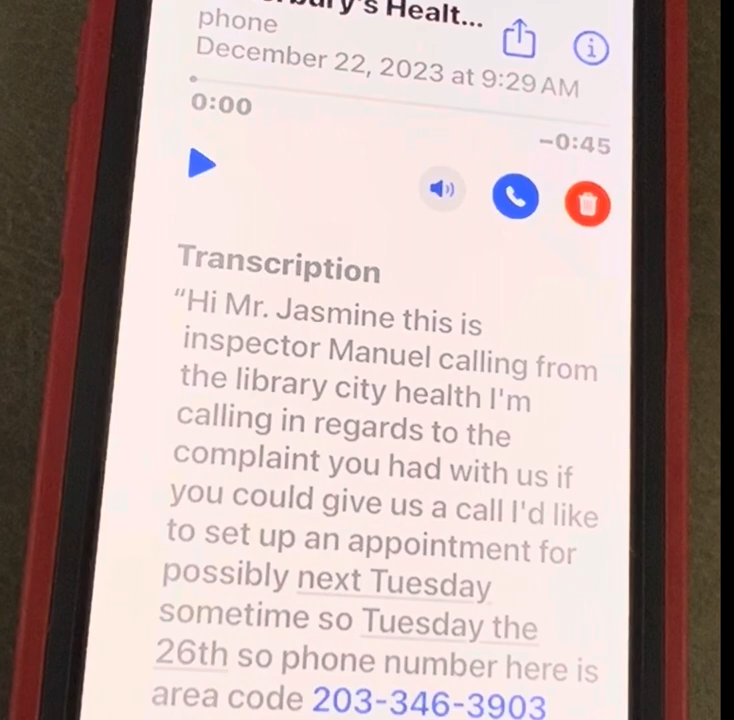 Healt...
phone
December 22, 2023 at 9:29 AM
0:00
-0:45
Transcription
“Hi Mr. Jasmine this is
inspector Manuel calling from
the library city health I'm
calling in regards to the
complaint you had with us if
you could give us a call I'd like
to set up an appointment for
possibly next Tuesday
sometime so Tuesday the
26th so phone number here is
area code 203-346-3903